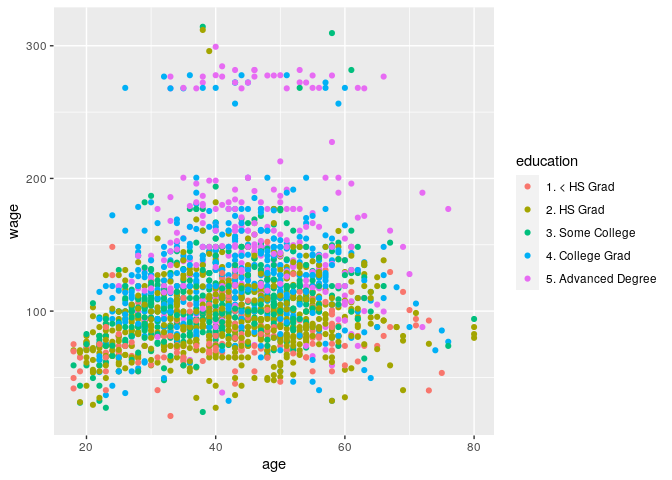 300
200
100
wage
20
40
60
80
age
education
1. < HS Grad
2. HS Grad
3. Some College
4. College Grad
5. Advanced Degree